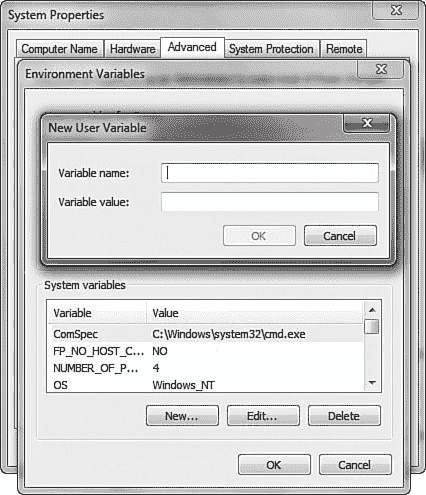 System Properties
Computer Name Hardware Advanced System Protection Remote
Environment Variables
New User Variable
Variable name:
Variable value:
OK Cancel
System variables
Variable Value
ComSpec C:\Windows\system32\cmd.exe
FP_NO_HOST_C... NO
NUMBER_OF_P... 4
OS Windows_NT
New... Edit... Delete
OK Cancel